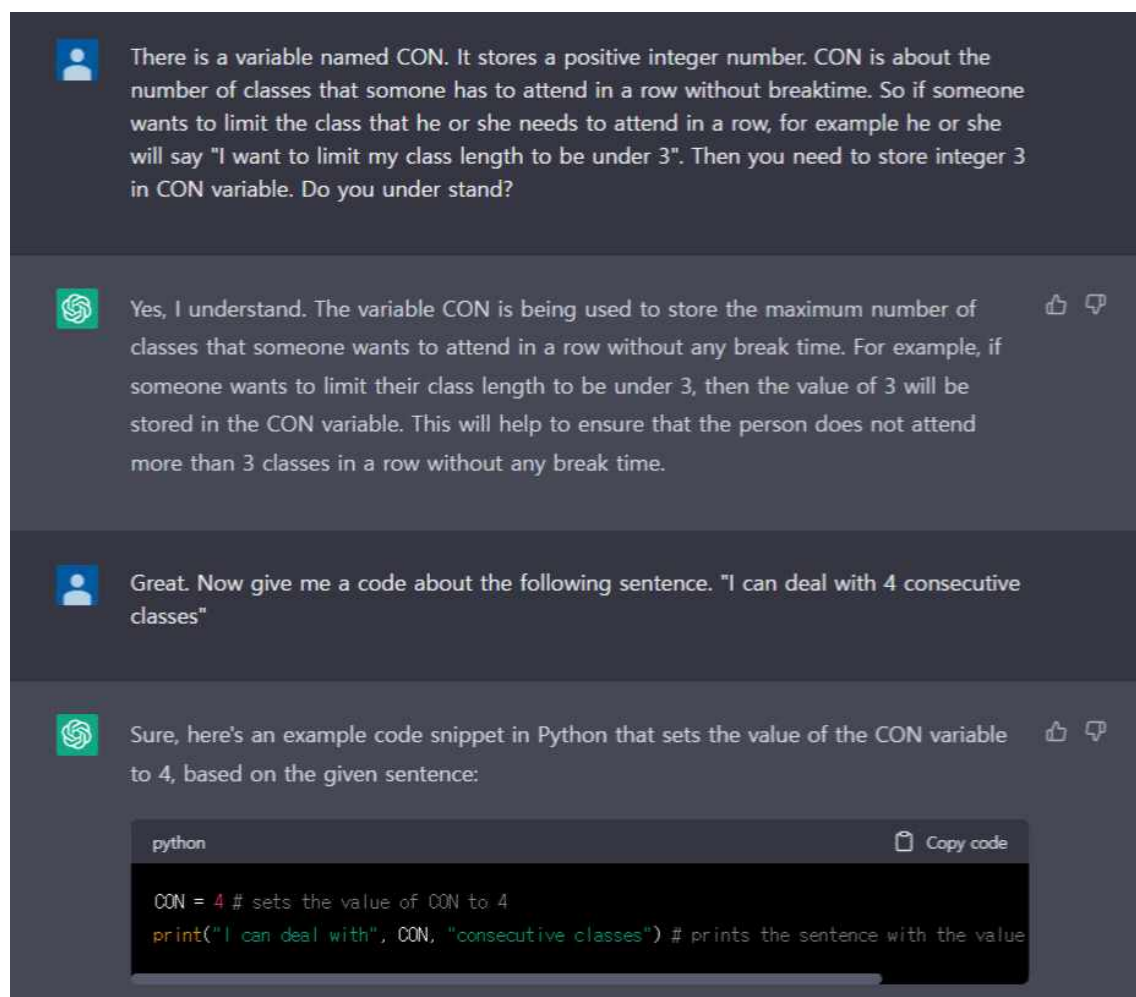 There is a variable named CON. It stores a positive integer number. CON is about the
number of classes that somone has to attend in a row without breaktime. So if someone
wants to limit the class that he or she needs to attend in a row, for example he or she
will say "I want to limit my class length to be under 3". Then you need to store integer 3
in CON variable. Do you under stand?
Yes, I understand. The variable CON is being used to store the maximum number of
classes that someone wants to attend in a row without any break time. For example, if
someone wants to limit their class length to be under 3, then the value of 3 will be
stored in the CON variable. This will help to ensure that the person does not attend
more than 3 classes in a row without any break time.
Great. Now give me a code about the following sentence. "I can deal with 4 consecutive
classes"
Sure, here's an example code snippet in Python that sets the value of the CON variable
to 4, based on the given sentence:
python Copy code
CON = 4 # sets the value of CON to 4
print("I can deal with", CON, "consecutive classes") # prints the sentence with the value